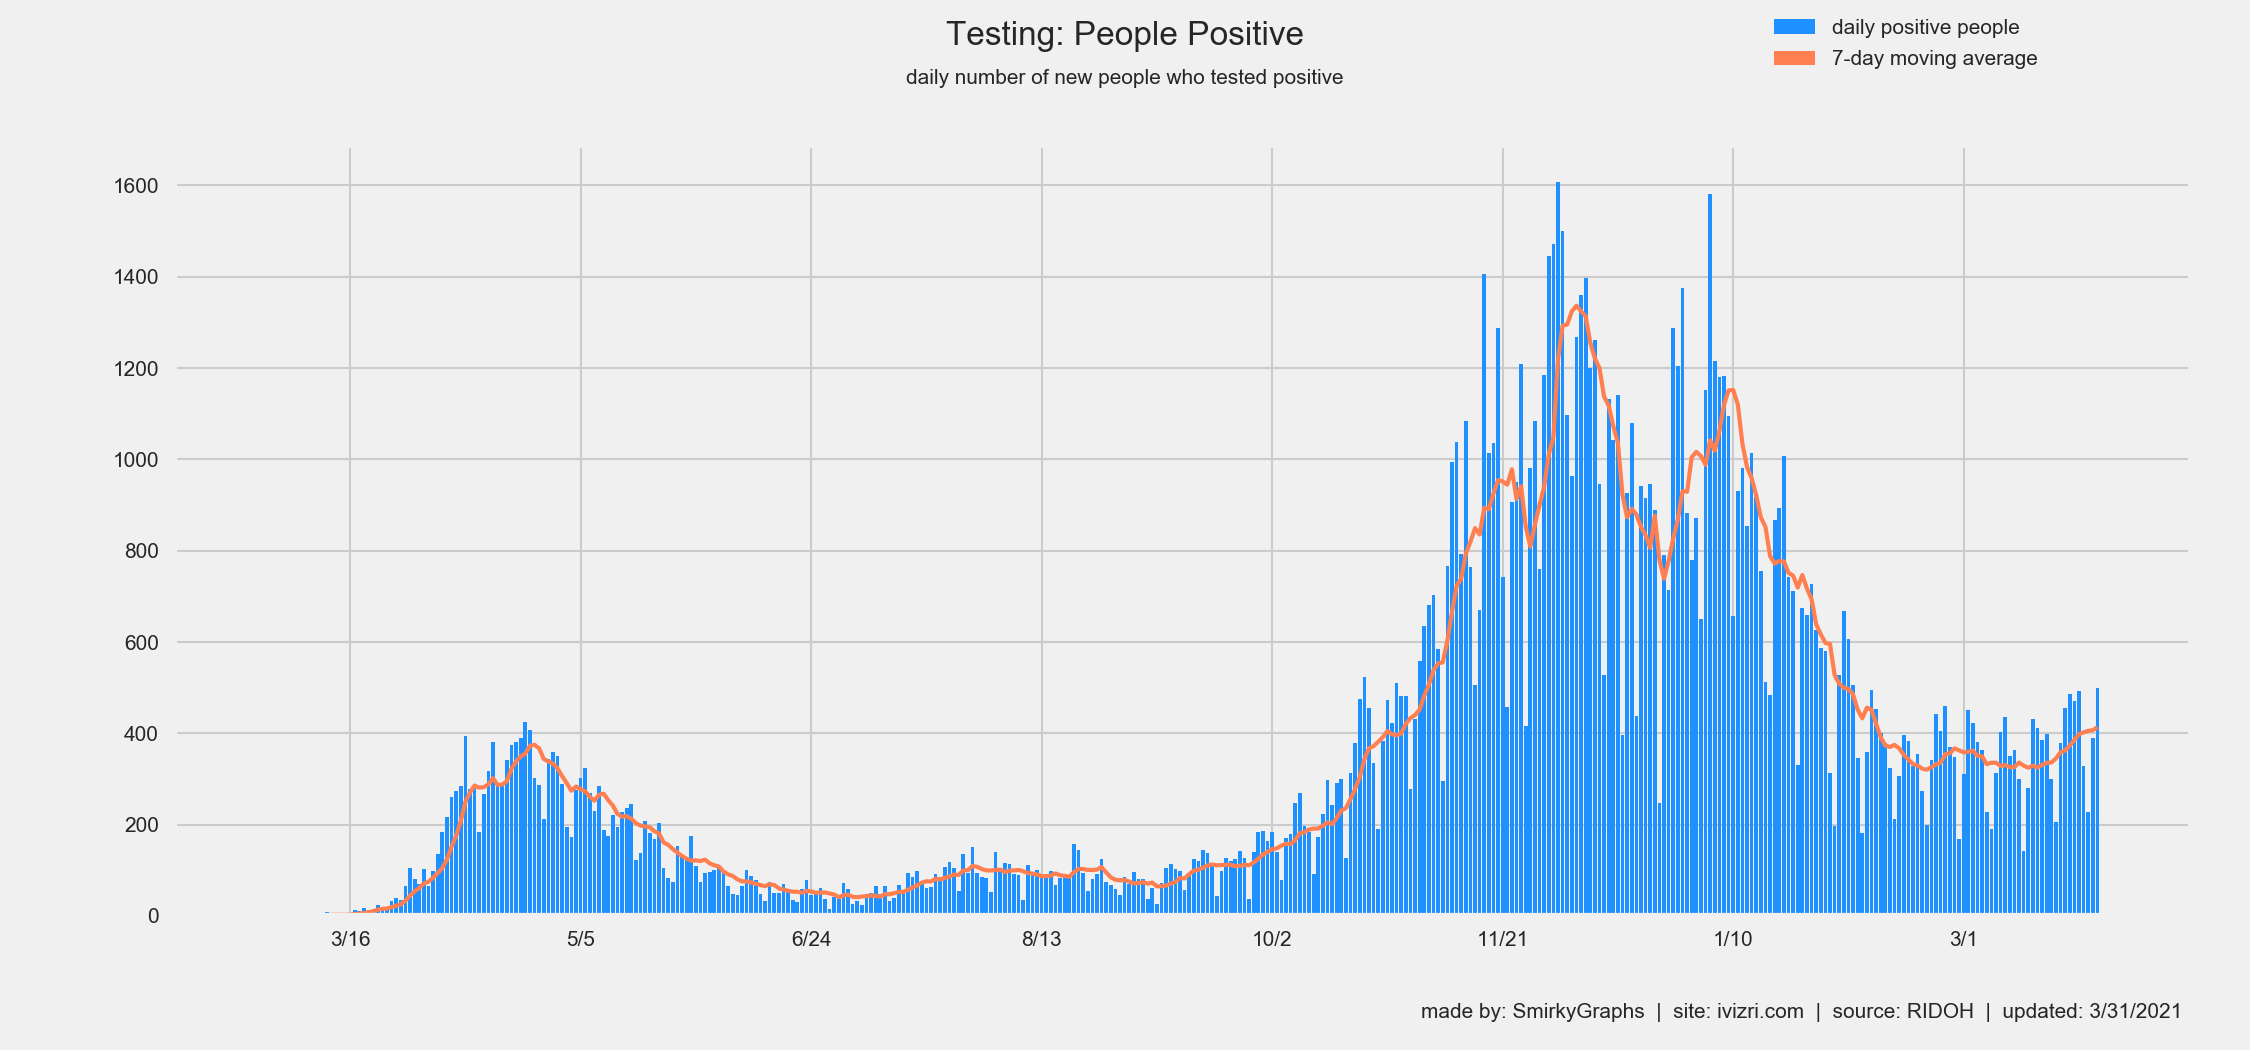 Testing: People Positive
daily number of new people who tested positive
daily positive people
7-day moving average
1600
1400
1200
1000
800
600
400
200
0
3/16 5/5 6/24 8/13 10/2 11/21 1/10 3/1
made by: SmirkyGraphs | site: ivizri.com | source: RIDOH | updated: 3/31/2021